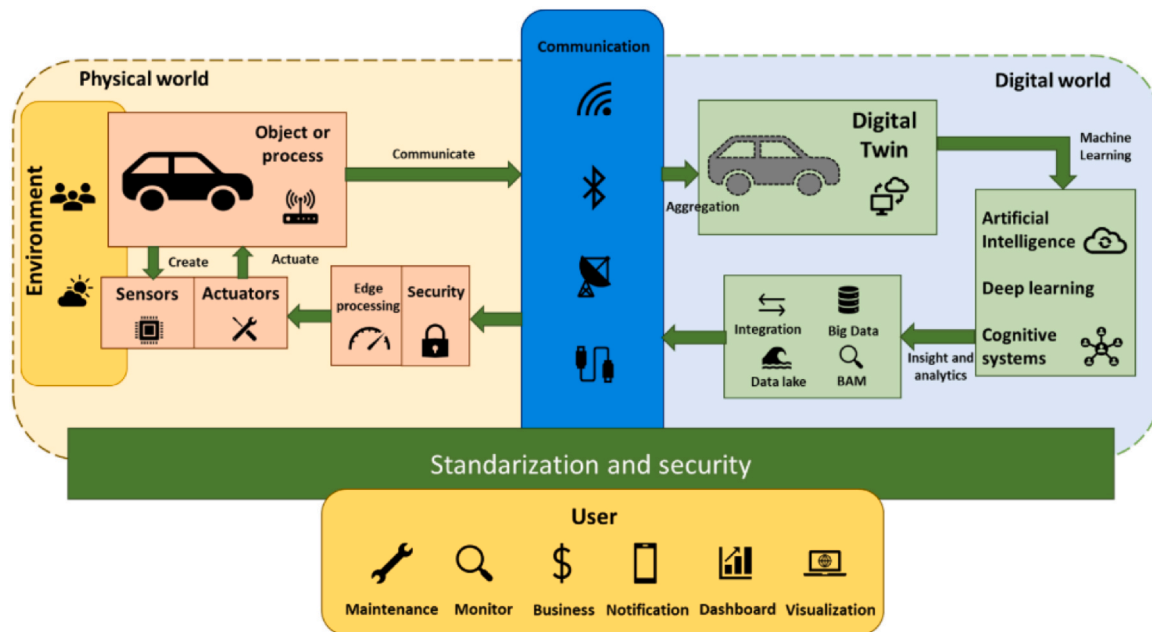 Communication
Physical world
Digital world
Environment
Object or
process
Communicate
Aggregation
Digital
Twin
Machine
Learning
Artificial
Intelligence
Deep learning
Cognitive
systems
Create
Actuate
Sensors
Actuators
Edge
processing
Security
Integration
Big Data
Data lake
BAM
Insight and
analytics
Standarization and security
User
Maintenance
Monitor
Business
Notification
Dashboard
Visualization